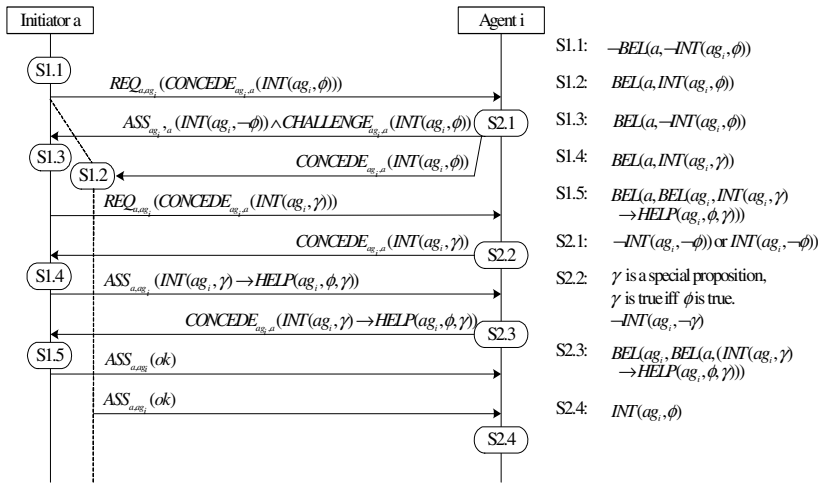 Initiator a
Agent i
S1.1
REQ_{a,ag_i}(CONCEDE_{ag_i,a}(INT(ag_i,ϕ)))
S2.1
ASS_{ag_i,a}(INT(ag_i,¬ϕ))∧CHALLENGE_{ag_i,a}(INT(ag_i,ϕ))
S1.3
CONCEDE_{ag_i,a}(INT(ag_i,ϕ))
S1.2
REQ_{a,ag_i}(CONCEDE_{ag_i,a}(INT(ag_i,γ)))
CONCEDE_{ag_i,a}(INT(ag_i,γ)
S2.2
S1.4
ASS_{a,ag_i}(INT(ag_i,γ)→HELP(ag_i,ϕ,γ))
CONCEDE_{ag_i,a}(INT(ag_i,γ)→HELP(ag_i,ϕ,γ))
S2.3
S1.5
ASS_{a,ag_i}(ok)
ASS_{a,ag_i}(ok)
S2.4
S1.1: ¬BEL(a,¬INT(ag_i,ϕ))
S1.2: BEL(a,INT(ag_i,ϕ))
S1.3: BEL(a,¬INT(ag_i,ϕ))
S1.4: BEL(a,INT(ag_i,γ))
S1.5: BEL(a,BEL(ag_i,INT(ag_i,γ)
→HELP(ag_i,ϕ,γ)))
S2.1: ¬INT(ag_i,¬ϕ)) or INT(ag_i,¬ϕ))
S2.2: γ is a special proposition,
γ is true iff ϕ is true.
¬INT(ag_i,¬γ)
S2.3: BEL(ag_i,BEL(a,(INT(ag_i,γ)
→HELP(ag_i,ϕ,γ)))
S2.4: INT(ag_i,ϕ)